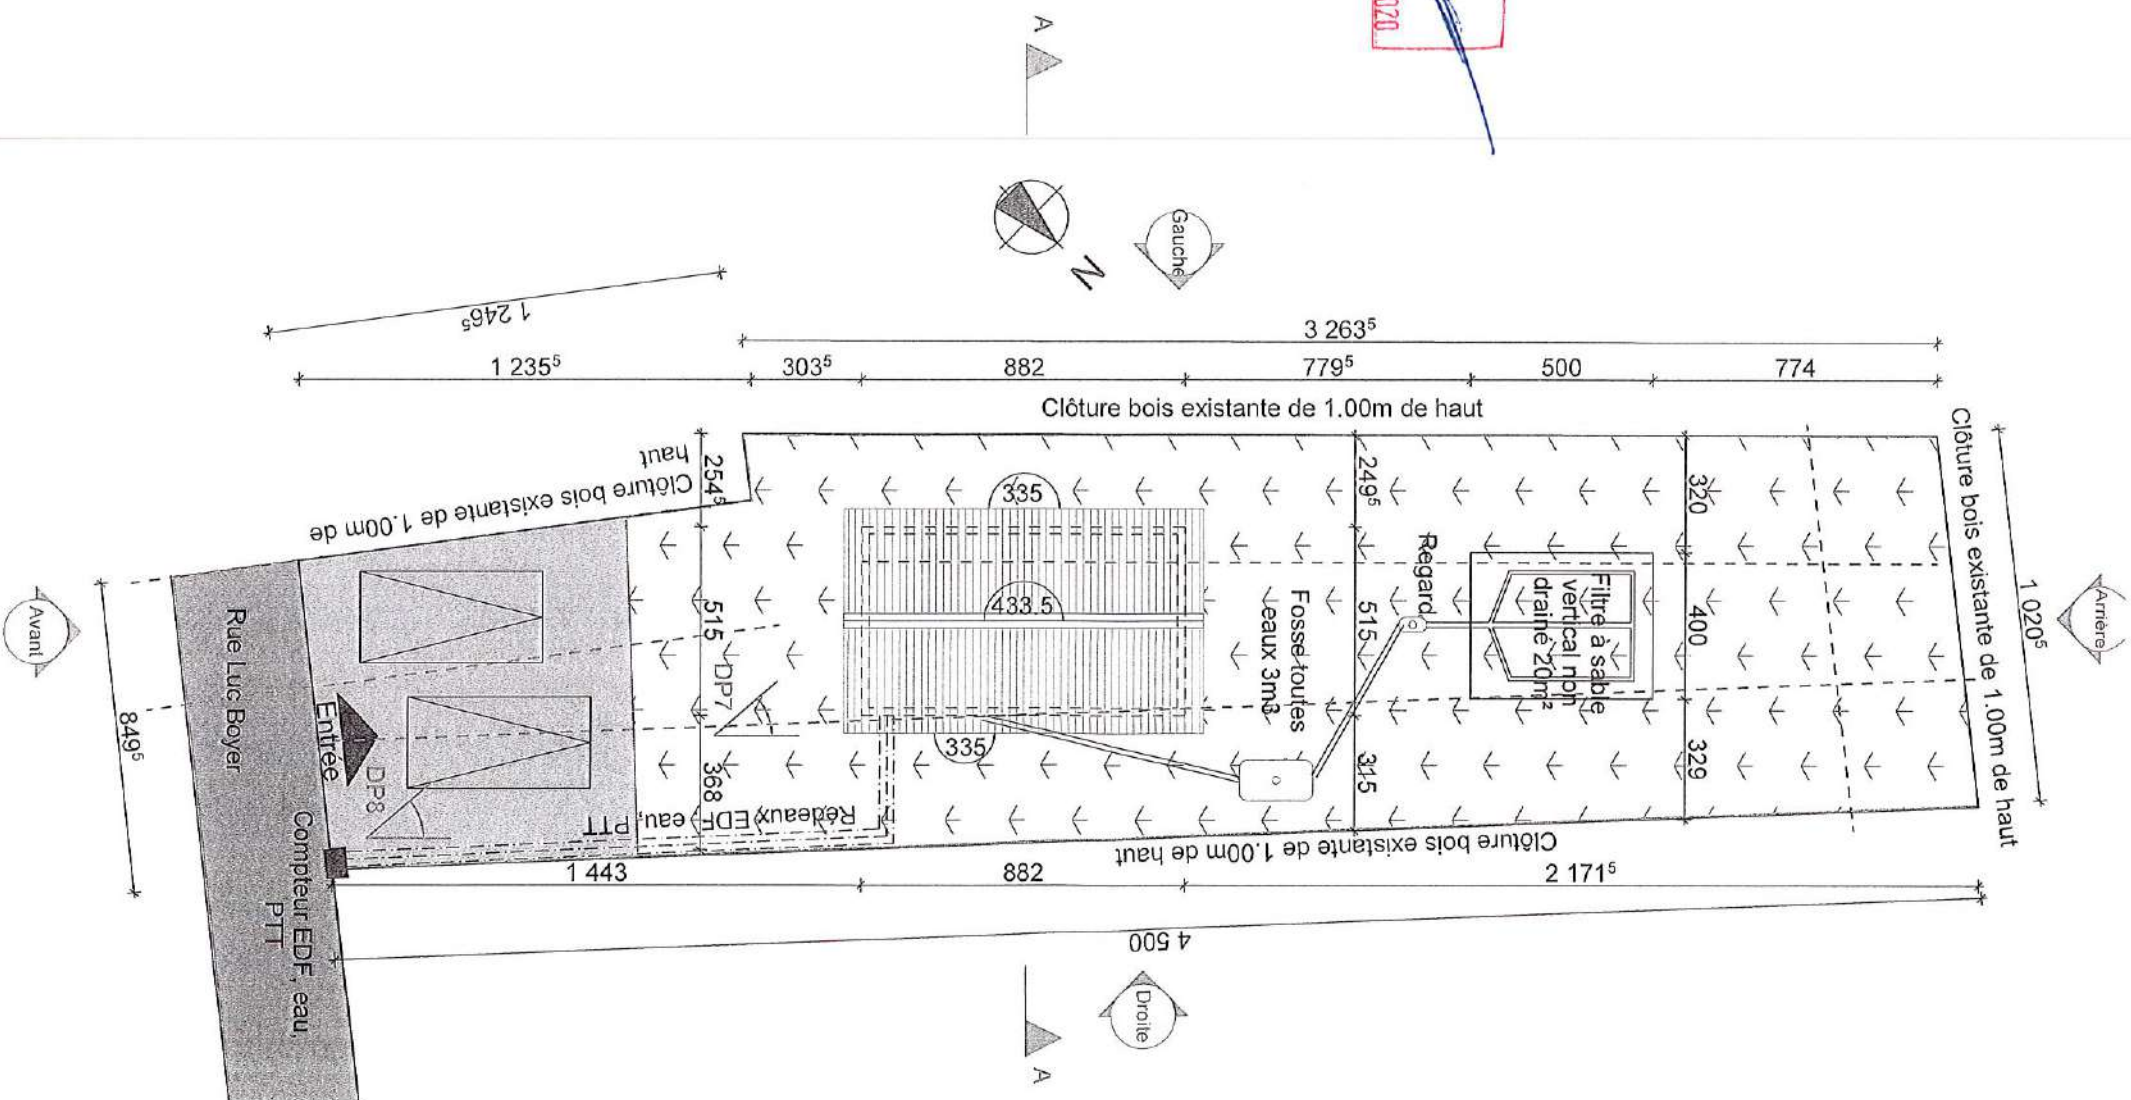 020
A
N
Gauche
1 246⁵
3 263⁵
1 235⁵
303⁵
882
779⁵
500
774
Clôture bois existante de 1.00m de haut
Clôture bois existante de 1.00m de
haut
Clôture bois existante de 1.00m de haut
1 020⁵
Arrière
254⁵
335
249⁵
320
433.5
515
515
400
Regard
Filtre à sable
vertical non
drainé 20m²
Fosse toutes
eaux 3m3
DP7
335
368
315
329
Avant
849⁵
Rue Luc Boyer
Entrée
DP8
Compteur EDF, eau,
PTT
Réseaux EDF, eau, PTT
Clôture bois existante de 1.00m de haut
1 443
882
2 171⁵
4 500
Droite
A